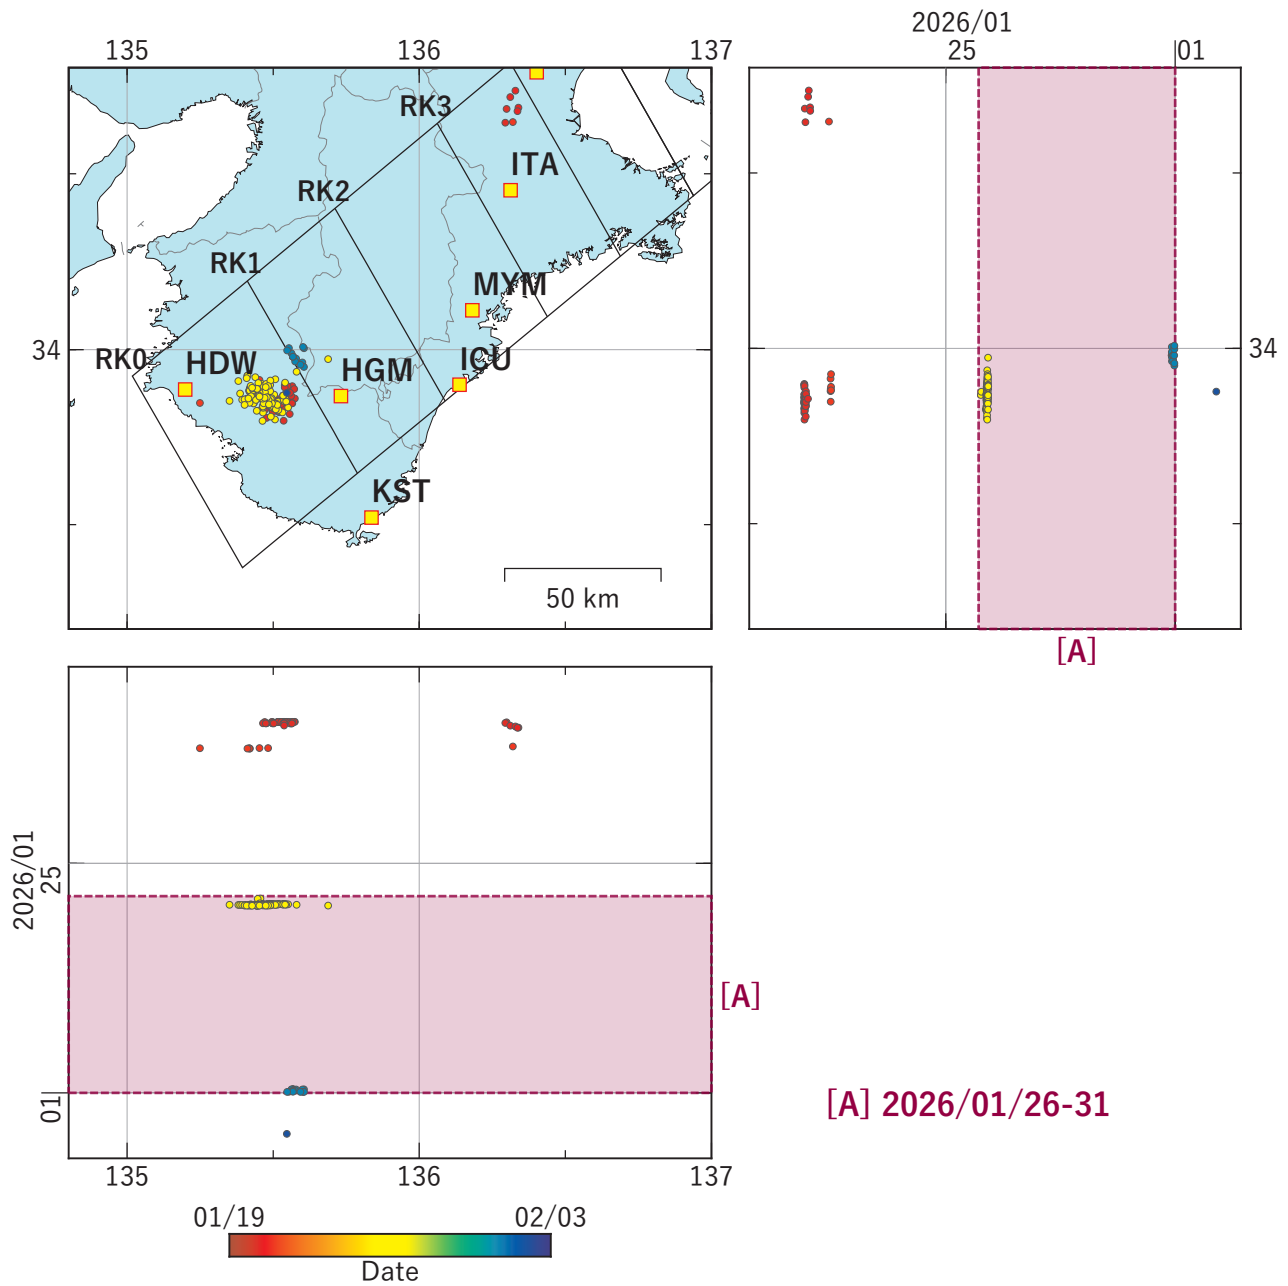 2026/01
135
136
137
25
01
RK3
ITA
RK2
RK1
MYM
34
RK0
HDW
HGM
ICU
34
KST
50 km
[A]
2026/01
25
[A]
01
[A] 2026/01/26-31
135
136
137
01/19
02/03
Date